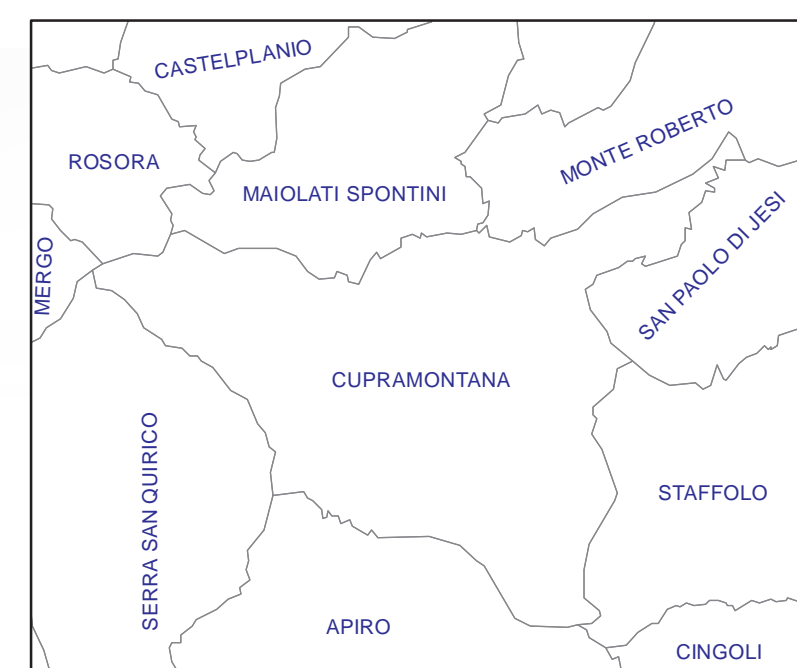 CASTELPLANIO
MONTE ROBERTO
ROSORA
MAIOLATI SPONTINI
SAN PAOLO DI JESI
MERGO
CUPRAMONTANA
SERRA SAN QUIRICO
STAFFOLO
APIRO
CINGOLI